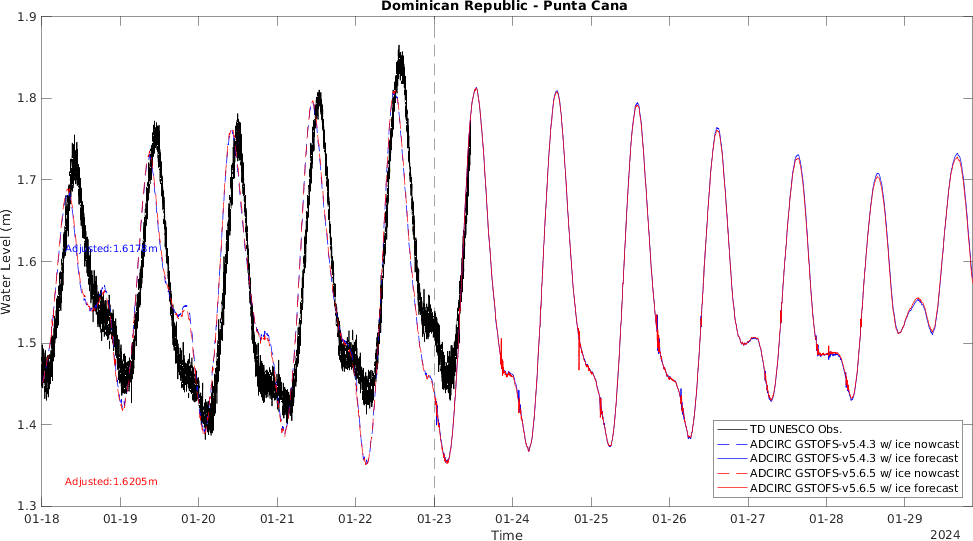 Dominican Republic - Punta Cana
1.9
1.8
1.7
1.6
1.5
1.4
1.3
Water Level (m)
Adjusted:1.6173m
Adjusted:1.6205m
TD UNESCO Obs.
ADCIRC GSTOFS-v5.4.3 w/ ice nowcast
ADCIRC GSTOFS-v5.4.3 w/ ice forecast
ADCIRC GSTOFS-v5.6.5 w/ ice nowcast
ADCIRC GSTOFS-v5.6.5 w/ ice forecast
01-18 01-19 01-20 01-21 01-22 01-23 01-24 01-25 01-26 01-27 01-28 01-29
Time
2024